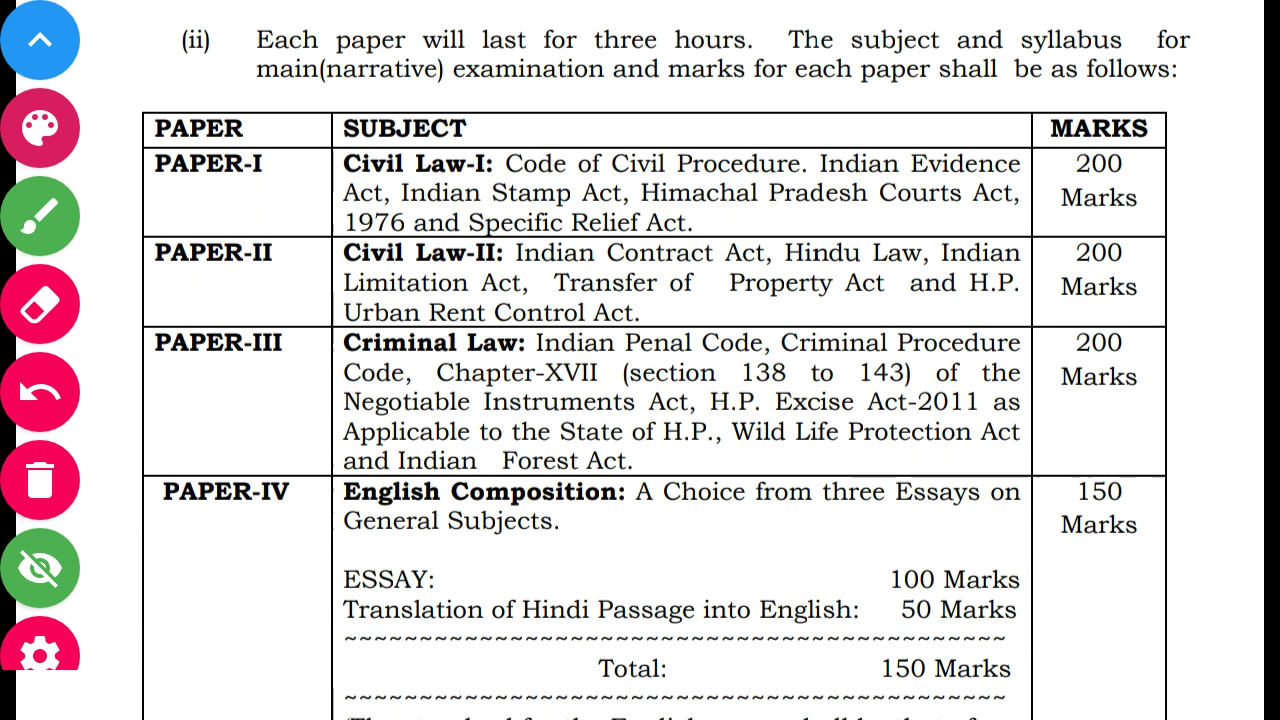 (ii) Each paper will last for three hours. The subject and syllabus for
main(narrative) examination and marks for each paper shall be as follows:
PAPER SUBJECT MARKS
PAPER-I Civil Law-I: Code of Civil Procedure. Indian Evidence 200
Act, Indian Stamp Act, Himachal Pradesh Courts Act, Marks
1976 and Specific Relief Act.
PAPER-II Civil Law-II: Indian Contract Act, Hindu Law, Indian 200
Limitation Act, Transfer of Property Act and H.P. Marks
Urban Rent Control Act.
PAPER-III Criminal Law: Indian Penal Code, Criminal Procedure 200
Code, Chapter-XVII (section 138 to 143) of the Marks
Negotiable Instruments Act, H.P. Excise Act-2011 as
Applicable to the State of H.P., Wild Life Protection Act
and Indian Forest Act.
PAPER-IV English Composition: A Choice from three Essays on 150
General Subjects. Marks
ESSAY: 100 Marks
Translation of Hindi Passage into English: 50 Marks
~~~~~~~~~~~~~~~~~~~~~~~~~~~~~~~~~~~~~~~~~~~~
Total: 150 Marks
~~~~~~~~~~~~~~~~~~~~~~~~~~~~~~~~~~~~~~~~~~~~